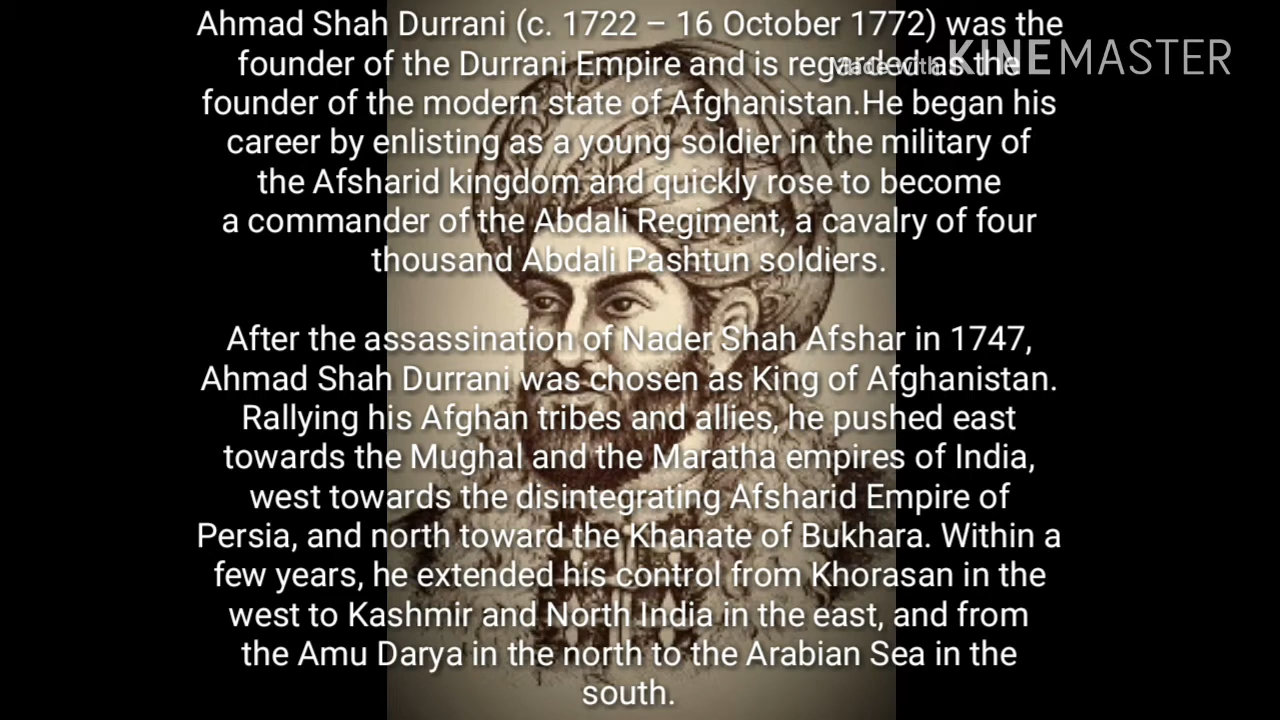 Ahmad Shah Durrani (c. 1722 – 16 October 1772) was the
founder of the Durrani Empire and is regarded as the
Made with KINEMASTER
founder of the modern state of Afghanistan.He began his
career by enlisting as a young soldier in the military of
the Afsharid kingdom and quickly rose to become
a commander of the Abdali Regiment, a cavalry of four
thousand Abdali Pashtun soldiers.
After the assassination of Nader Shah Afshar in 1747,
Ahmad Shah Durrani was chosen as King of Afghanistan.
Rallying his Afghan tribes and allies, he pushed east
towards the Mughal and the Maratha empires of India,
west towards the disintegrating Afsharid Empire of
Persia, and north toward the Khanate of Bukhara. Within a
few years, he extended his control from Khorasan in the
west to Kashmir and North India in the east, and from
the Amu Darya in the north to the Arabian Sea in the
south.